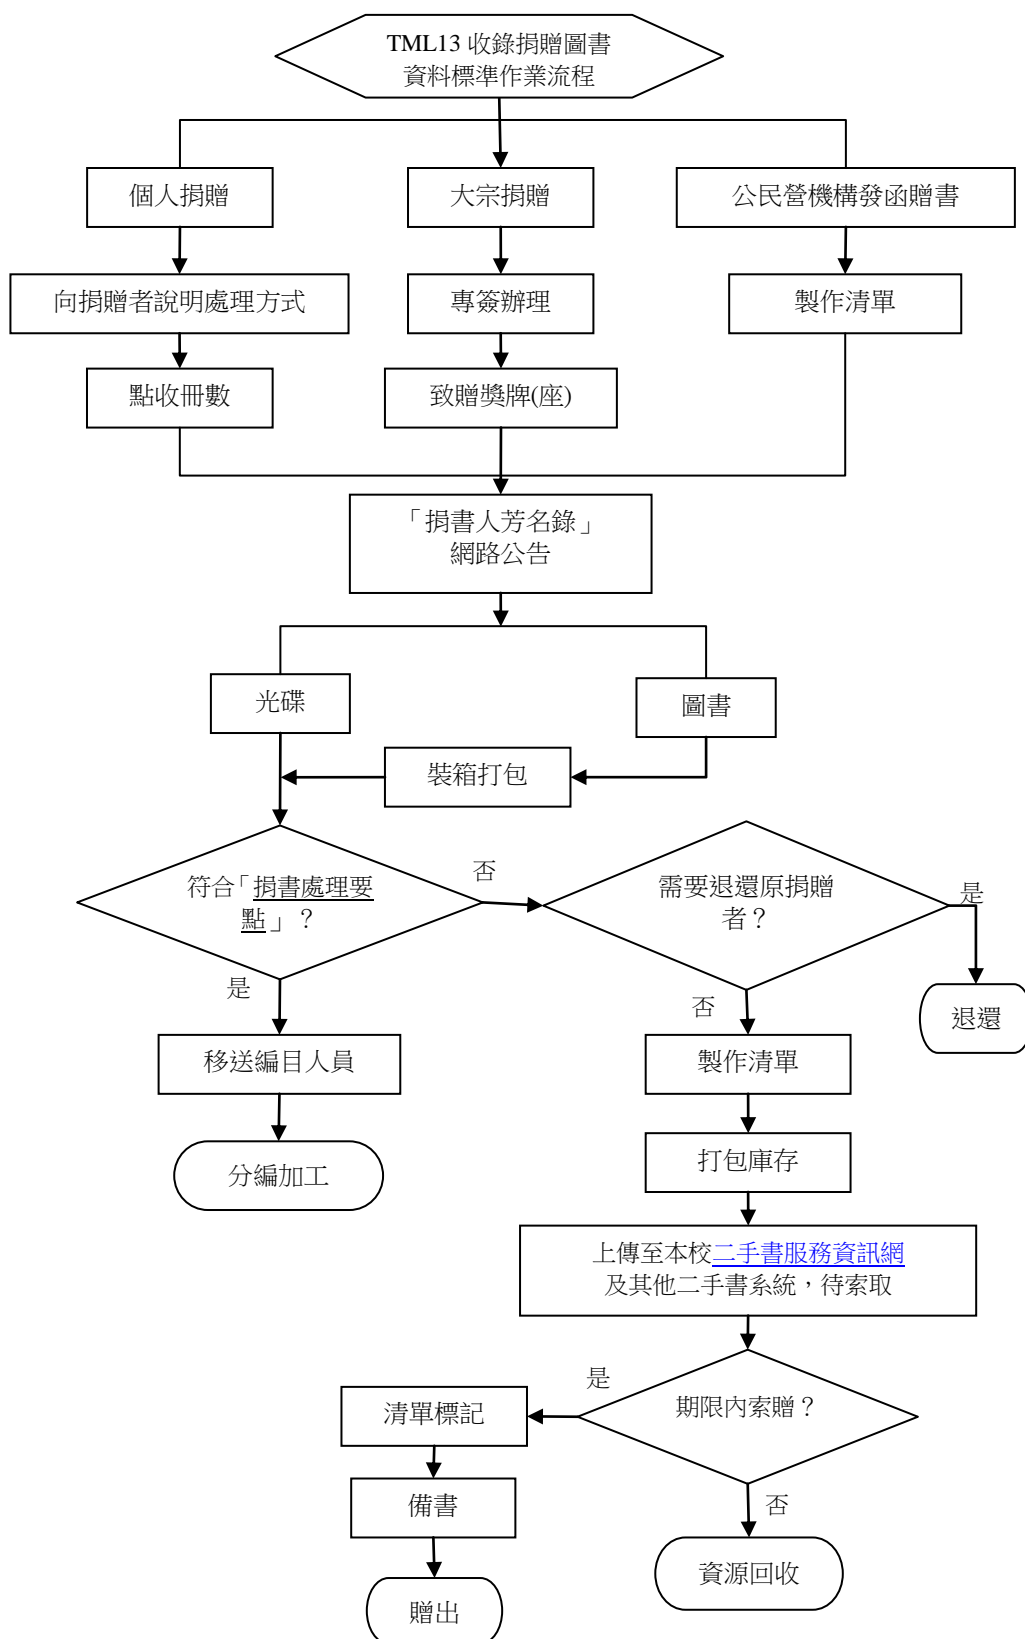 TML13 收錄捐贈圖書
資料標準作業流程
個人捐贈
大宗捐贈
公民營機構發函贈書
向捐贈者說明處理方式
專簽辦理
製作清單
點收冊數
致贈獎牌(座)
「捐書人芳名錄」
網路公告
光碟
圖書
裝箱打包
符合「捐書處理要
點」？
否
需要退還原捐贈
者？
是
是
否
退還
移送編目人員
製作清單
分編加工
打包庫存
上傳至本校二手書服務資訊網
及其他二手書系統，待索取
是
期限內索贈？
清單標記
備書
否
資源回收
贈出